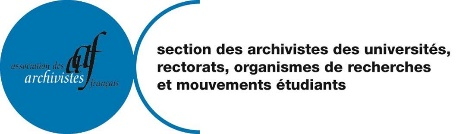 aaf
association des
archivistes
français
section des archivistes des universités,
rectorats, organismes de recherches
et mouvements étudiants